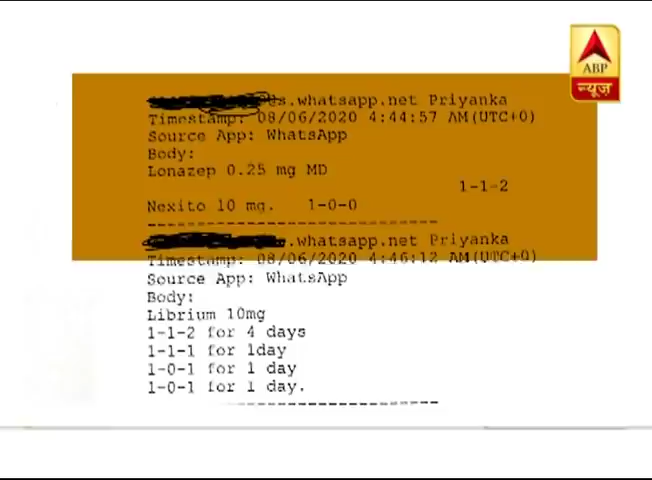 ABP
न्यूज़
s.whatsapp.net Priyanka
Timestamp: 08/06/2020 4:44:57 AM(UTC+0)
Source App: WhatsApp
Body:
Lonazep 0.25 mg MD
1-1-2
Nexito 10 mg. 1-0-0
------------------------------
.whatsapp.net Priyanka
Timestamp: 08/06/2020 4:46:12 AM(UTC+0)
Source App: WhatsApp
Body:
Librium 10mg
1-1-2 for 4 days
1-1-1 for 1day
1-0-1 for 1 day
1-0-1 for 1 day.
----------------------